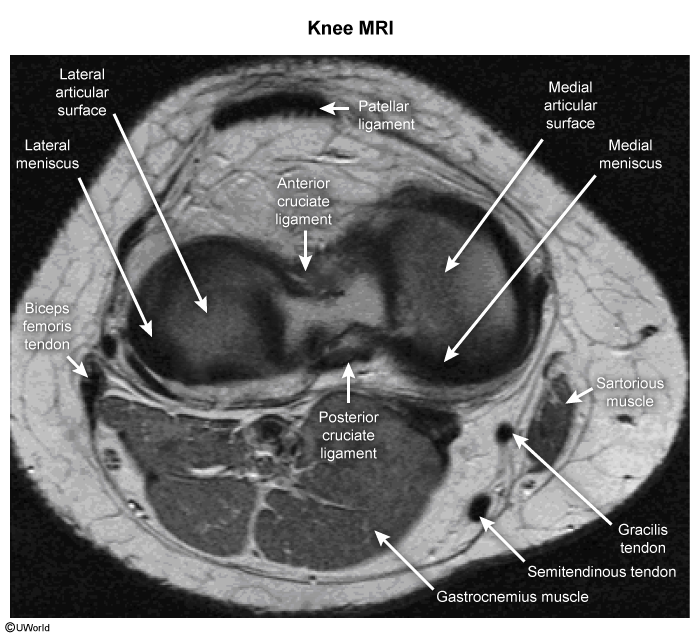 Knee MRI
Lateral
articular
surface
Patellar
ligament
Medial
articular
surface
Lateral
meniscus
Medial
meniscus
Anterior
cruciate
ligament
Biceps
femoris
tendon
Sartorious
muscle
Posterior
cruciate
ligament
Gracilis
tendon
Semitendinous tendon
Gastrocnemius muscle
©UWorld